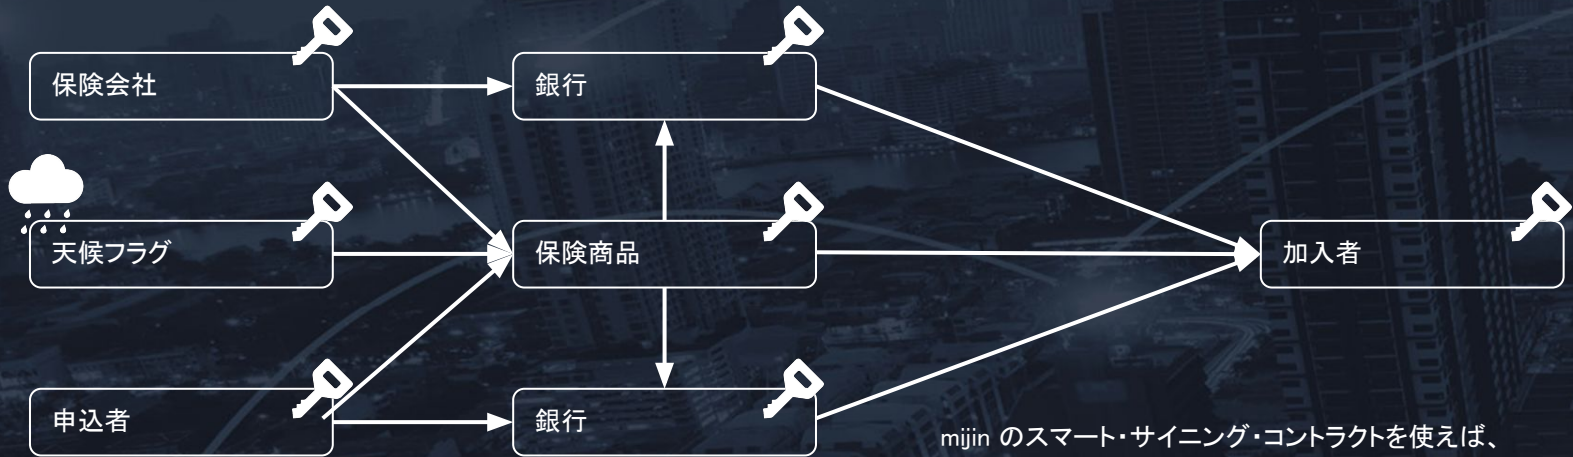 保険会社
銀行
天候フラグ
保険商品
加入者
申込者
銀行
mijin のスマート・サイニング・コントラクトを使えば、